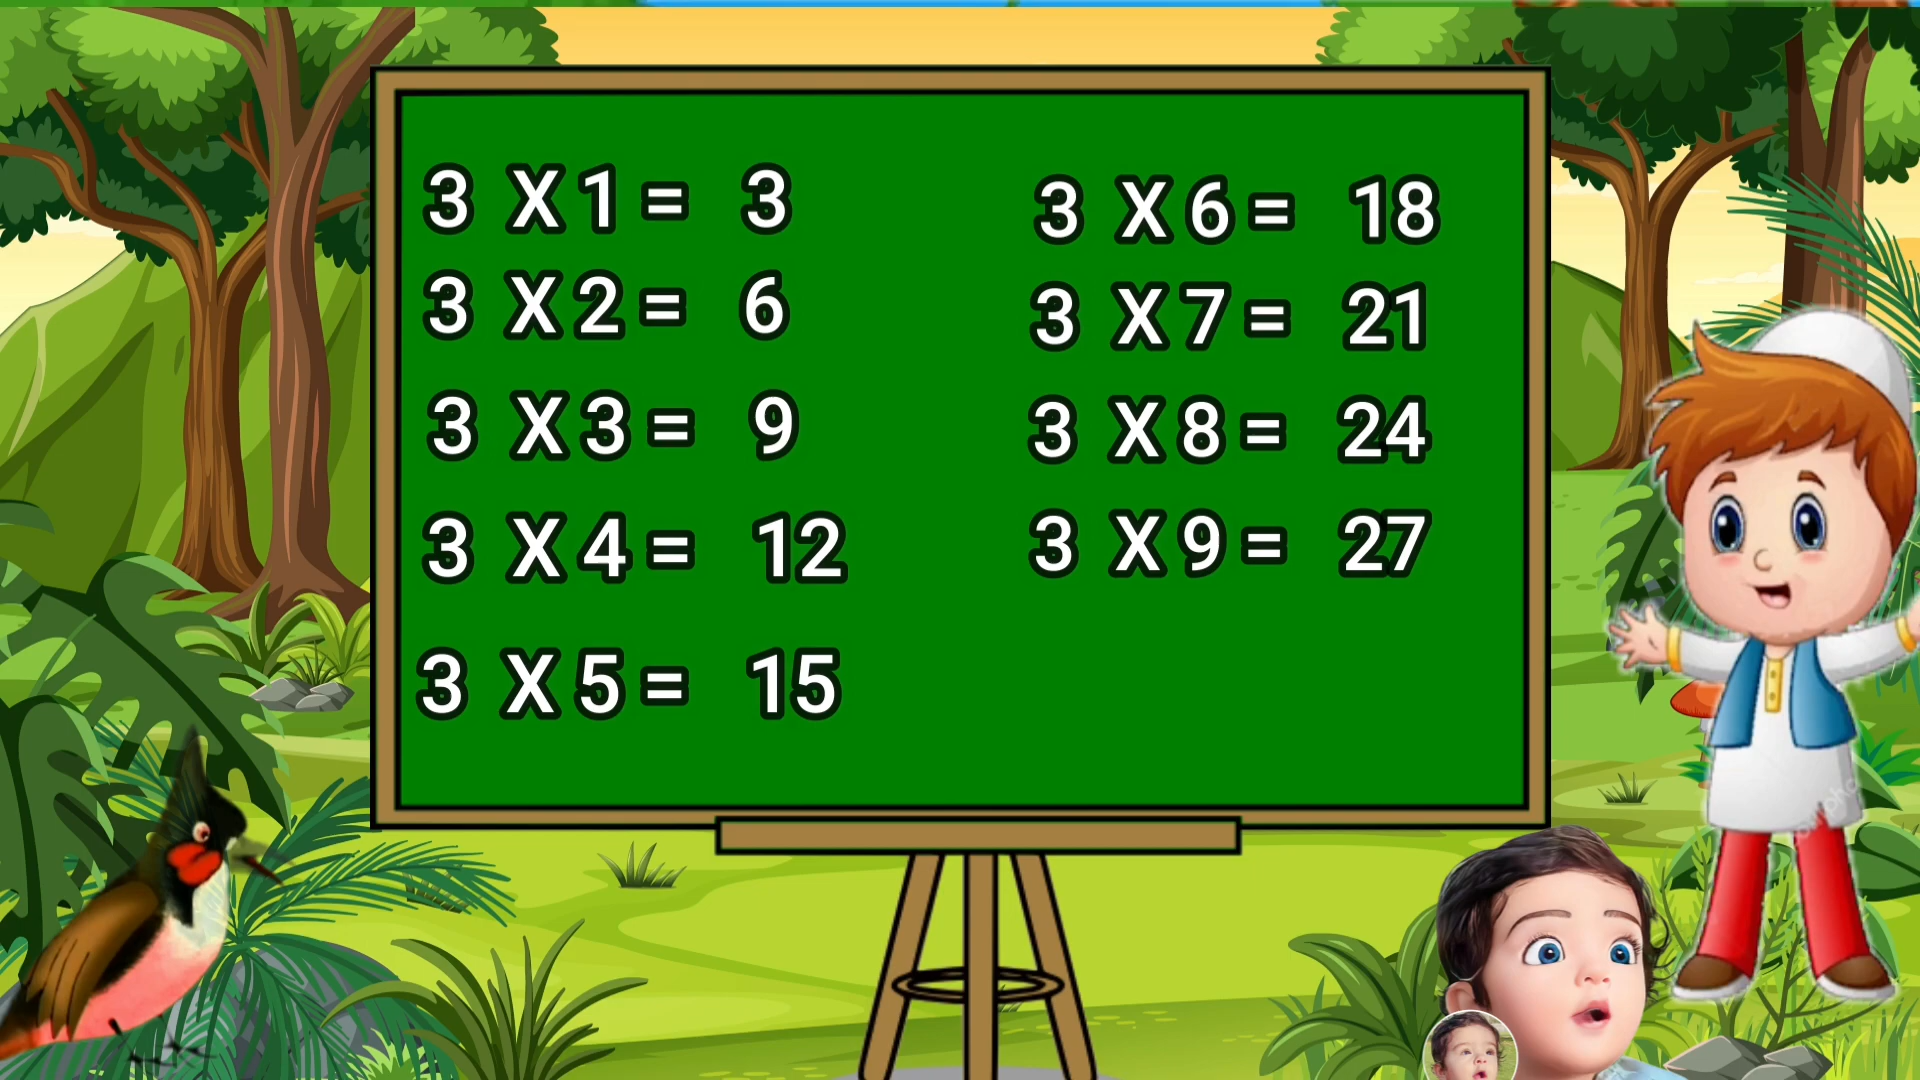 3 X 1 = 3
3 X 2 = 6
3 X 3 = 9
3 X 4 = 12
3 X 5 = 15
3 X 6 = 18
3 X 7 = 21
3 X 8 = 24
3 X 9 = 27